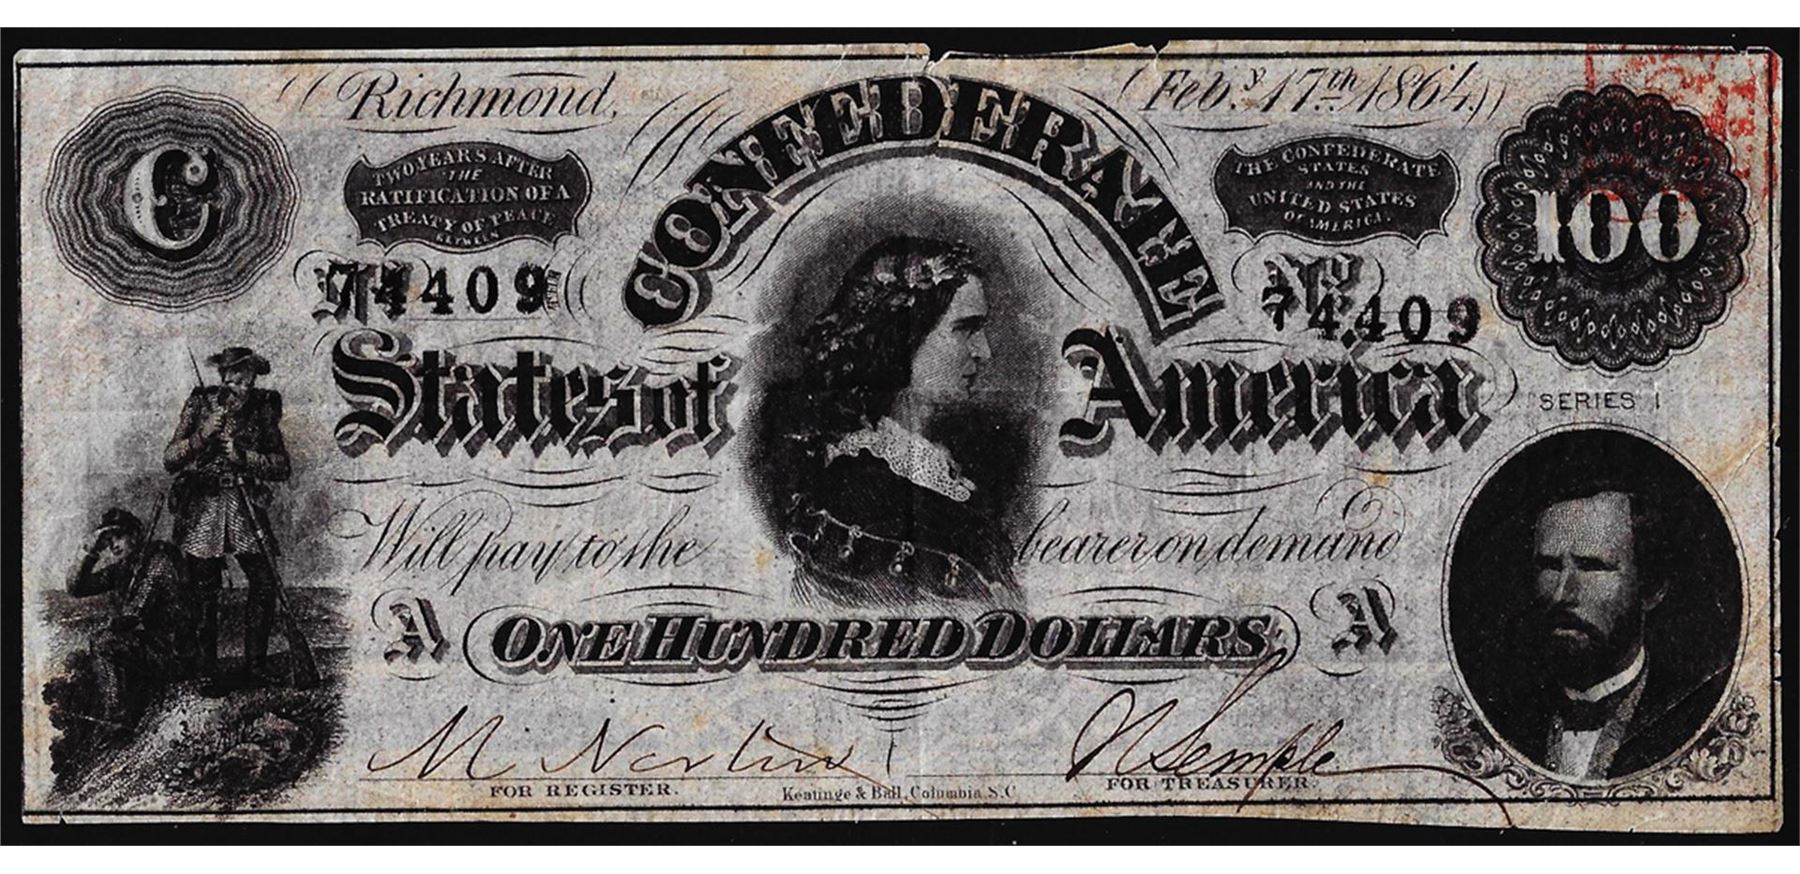 Richmond, Feb.y 17th 1864.
C
TWO YEARS AFTER
THE
RATIFICATION OF A
TREATY OF PEACE
BETWEEN
CONFEDERATE
THE CONFEDERATE
STATES
AND THE
UNITED STATES
OF AMERICA.
100
No 74409
No 74409
States of America
SERIES 1
Will pay to the bearer on demand
A ONE HUNDRED DOLLARS A
FOR REGISTER.
Keatinge & Ball, Columbia, S.C.
FOR TREASURER.